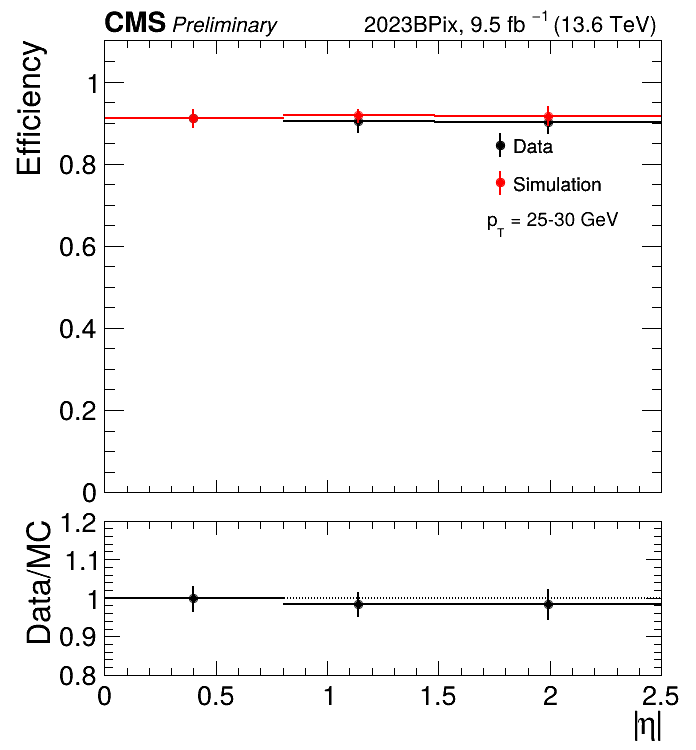 CMS Preliminary 2023BPix, 9.5 fb⁻¹ (13.6 TeV)
Efficiency
1
0.8
0.6
0.4
0.2
0
Data
Simulation
pT = 25-30 GeV
Data/MC
1.2
1.1
1
0.9
0.8
0 0.5 1 1.5 2 2.5
|η|